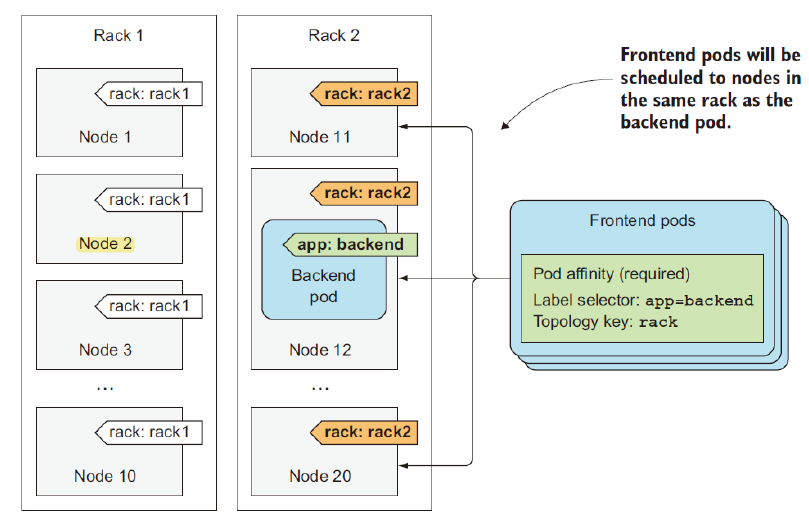 Rack 1
rack: rack1
Node 1
rack: rack1
Node 2
rack: rack1
Node 3
...
rack: rack1
Node 10
Rack 2
rack: rack2
Node 11
rack: rack2
app: backend
Backend
pod
Node 12
...
rack: rack2
Node 20
Frontend pods will be
scheduled to nodes in
the same rack as the
backend pod.
Frontend pods
Pod affinity (required)
Label selector: app=backend
Topology key: rack